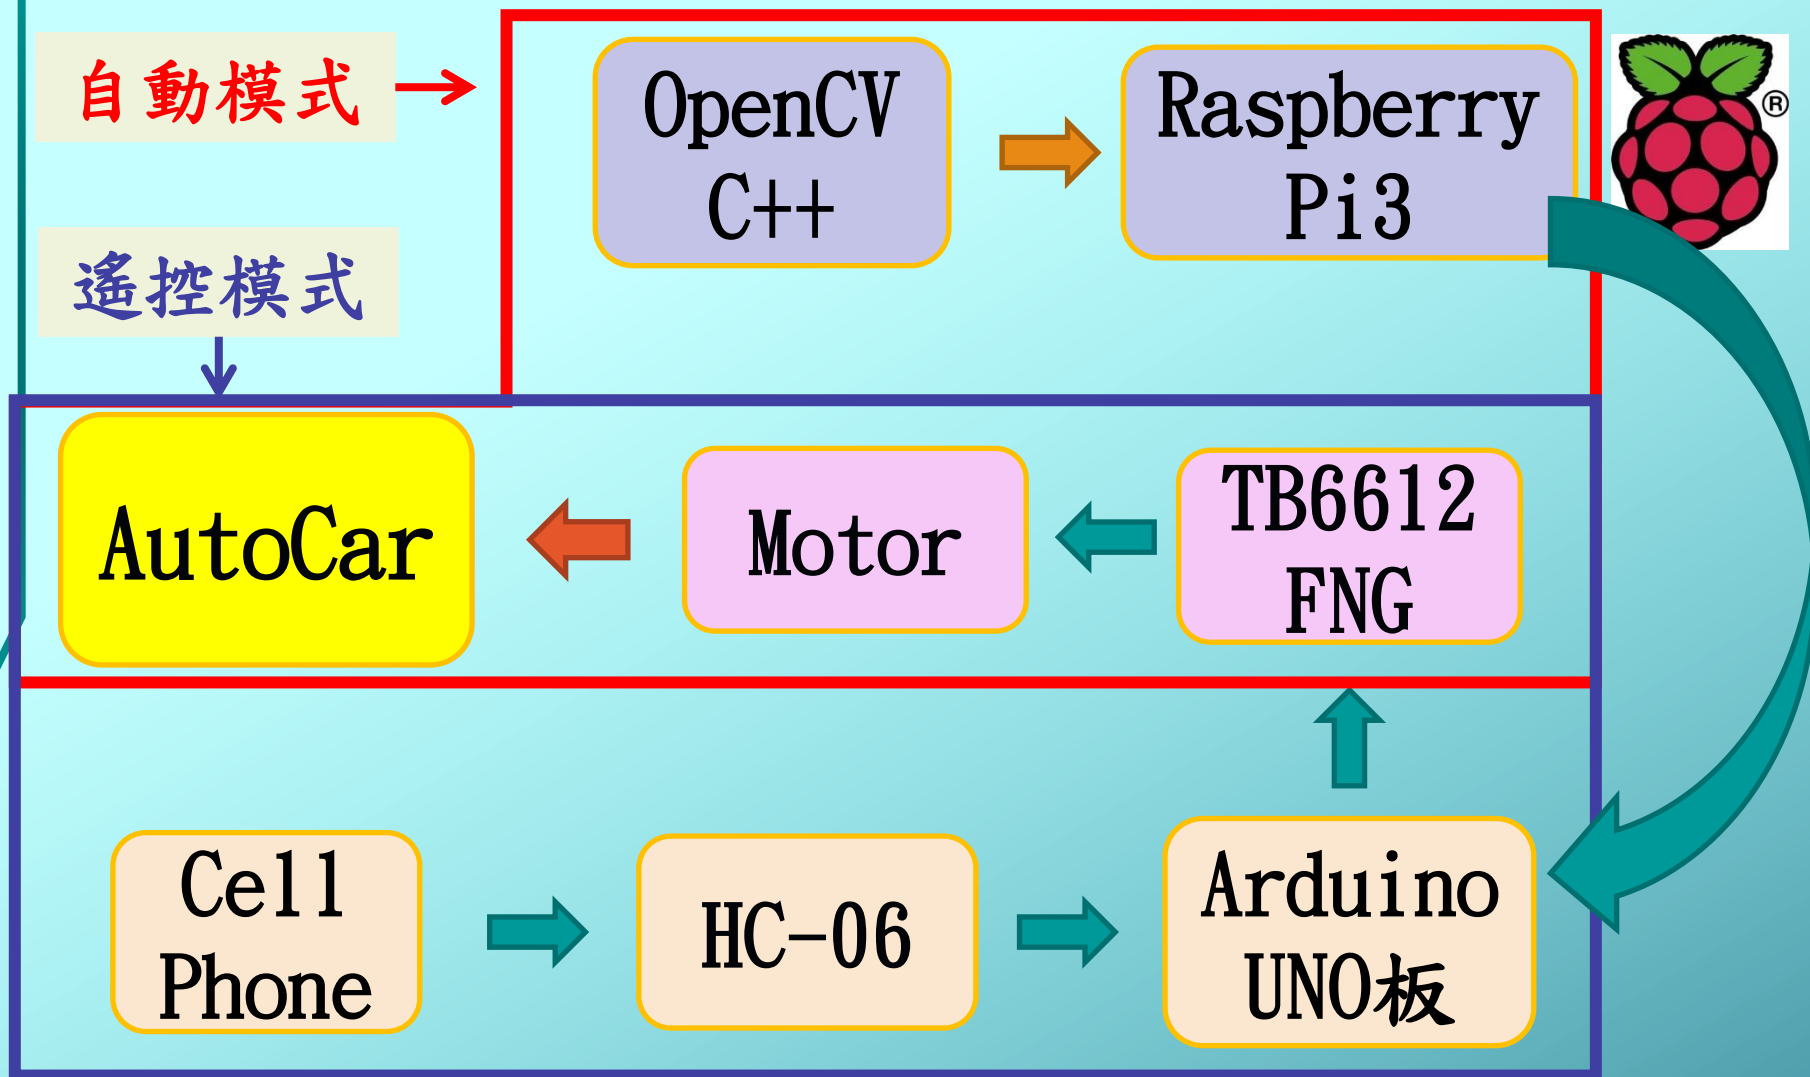 自動模式
OpenCV
C++
Raspberry
Pi3
®
遙控模式
AutoCar
Motor
TB6612
FNG
Cell
Phone
HC-06
Arduino
UNO板